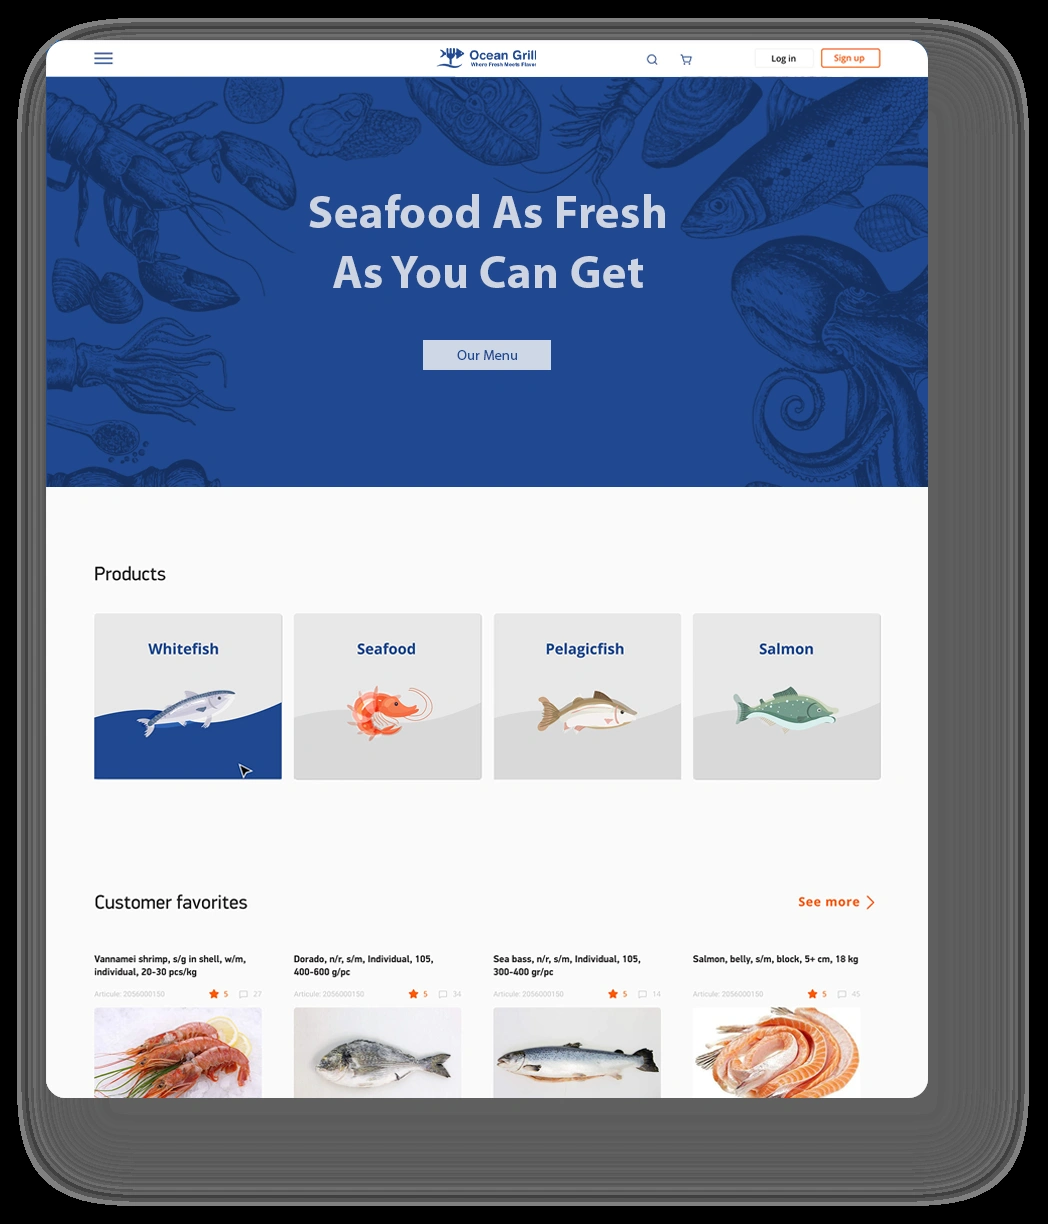 Ocean Grill
Where Fresh Meets Flavor
Log in
Sign up
Seafood As Fresh
As You Can Get
Our Menu
Products
Whitefish
Seafood
Pelagicfish
Salmon
Customer favorites
See more
Vannamei shrimp, s/g in shell, w/m,
individual, 20-30 pcs/kg
Articule: 2056000150
5
27
Dorado, n/r, s/m, Individual, 105,
400-600 g/pc
Articule: 2056000150
5
34
Sea bass, n/r, s/m, Individual, 105,
300-400 gr/pc
Articule: 2056000150
5
14
Salmon, belly, s/m, block, 5+ cm, 18 kg
Articule: 2056000150
5
45